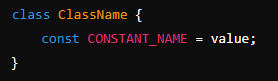 class ClassName {
    const CONSTANT_NAME = value;
}